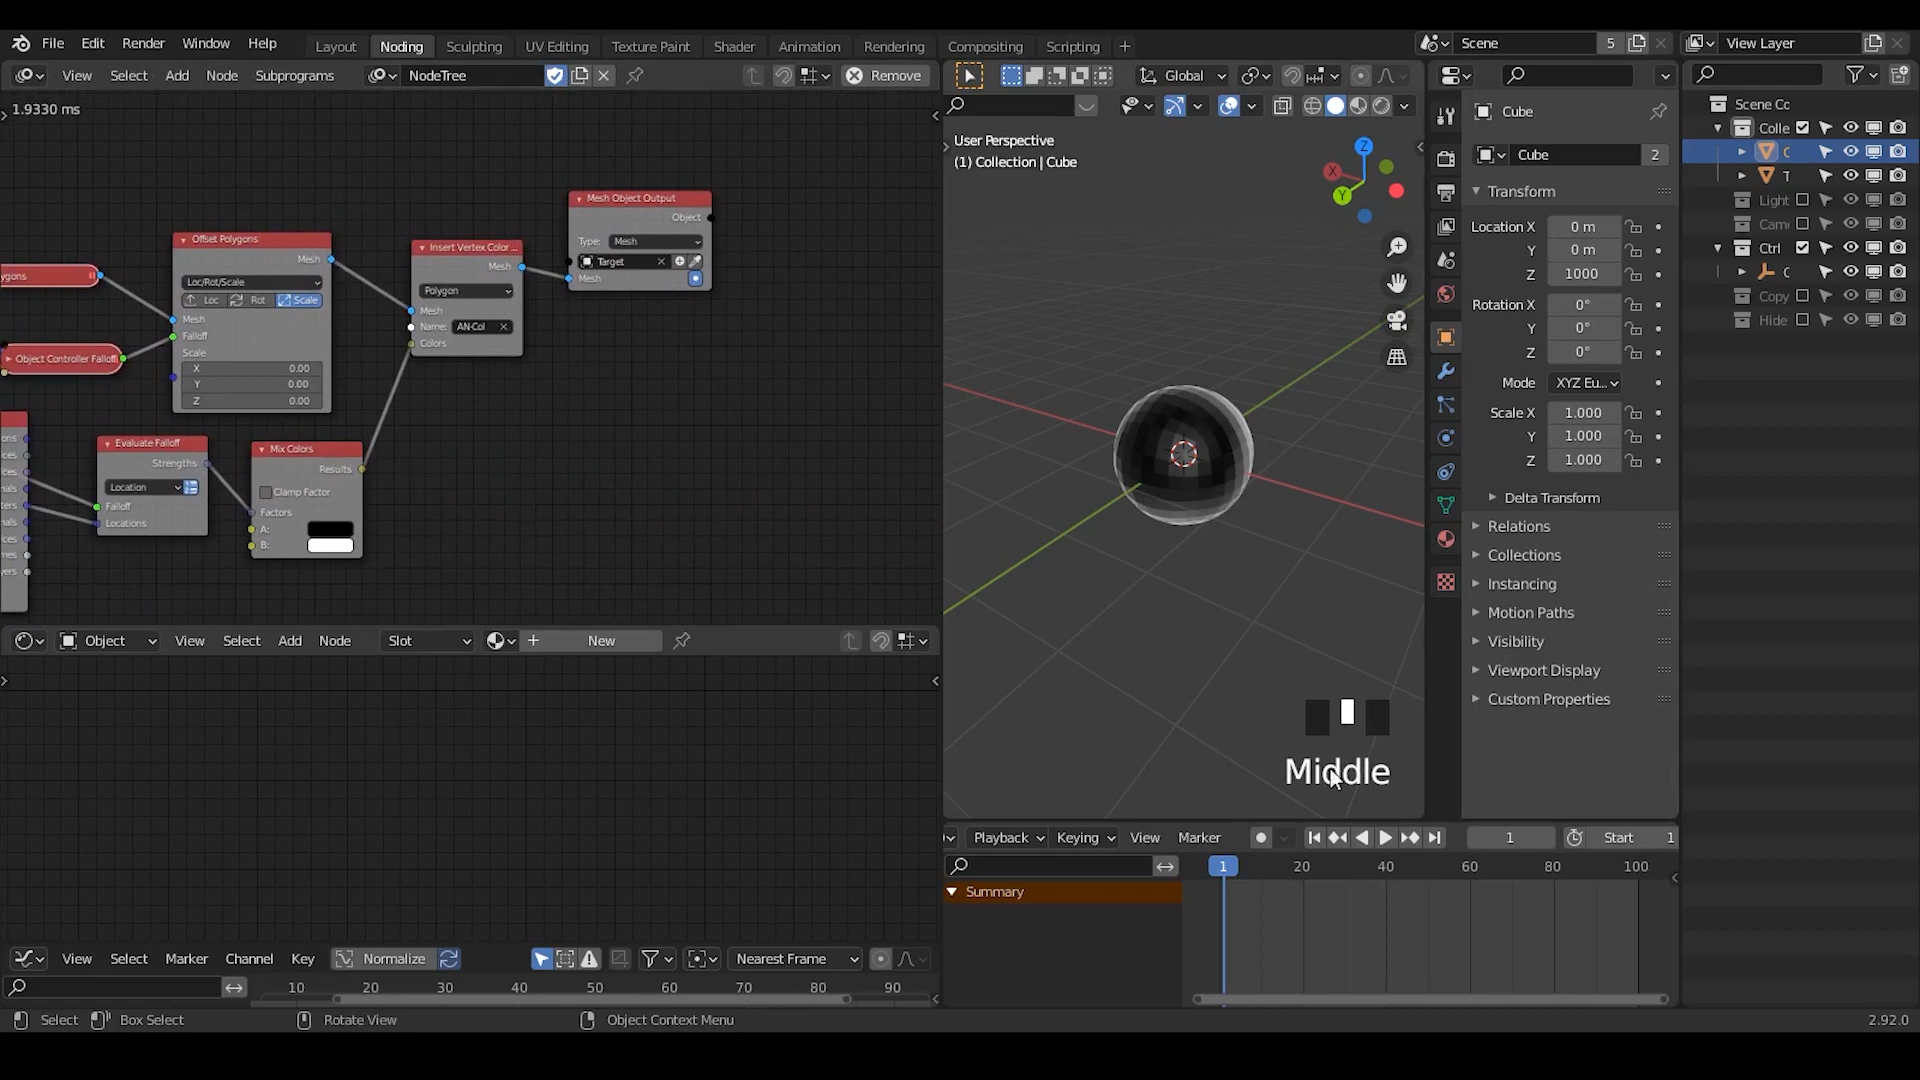 File Edit Render Window Help Layout Noding Sculpting UV Editing Texture Paint Shader Animation Rendering Compositing Scripting + Scene 5 View Layer
View Select Add Node Subprograms NodeTree Remove Global
1.9330 ms
User Perspective
(1) Collection | Cube
Z
X
Y
Mesh Object Output
Object
Type: Mesh
Target
Mesh
Offset Polygons
Mesh
Loc/Rot/Scale
Loc Rot Scale
Mesh
Falloff
Scale
X 0.00
Y 0.00
Z 0.00
Insert Vertex Color ...
Mesh
Polygon
Mesh
Name: AN-Col
Colors
ygons
Object Controller Falloff
Evaluate Falloff
Strengths
Location
Falloff
Locations
Mix Colors
Results
Clamp Factor
Factors
A:
B:
Middle
Object View Select Add Node Slot New
View Select Marker Channel Key Normalize Nearest Frame
10 20 30 40 50 60 70 80 90
Playback Keying View Marker 1 Start 1
1 20 40 60 80 100
Summary
Cube
Cube 2
Transform
Location X 0 m
Y 0 m
Z 1000
Rotation X 0°
Y 0°
Z 0°
Mode XYZ Eu...
Scale X 1.000
Y 1.000
Z 1.000
Delta Transform
Relations
Collections
Instancing
Motion Paths
Visibility
Viewport Display
Custom Properties
Scene Cc
Colle
C
T
Light
Cam
Ctrl
C
Copy
Hide
Select Box Select Rotate View Object Context Menu 2.92.0